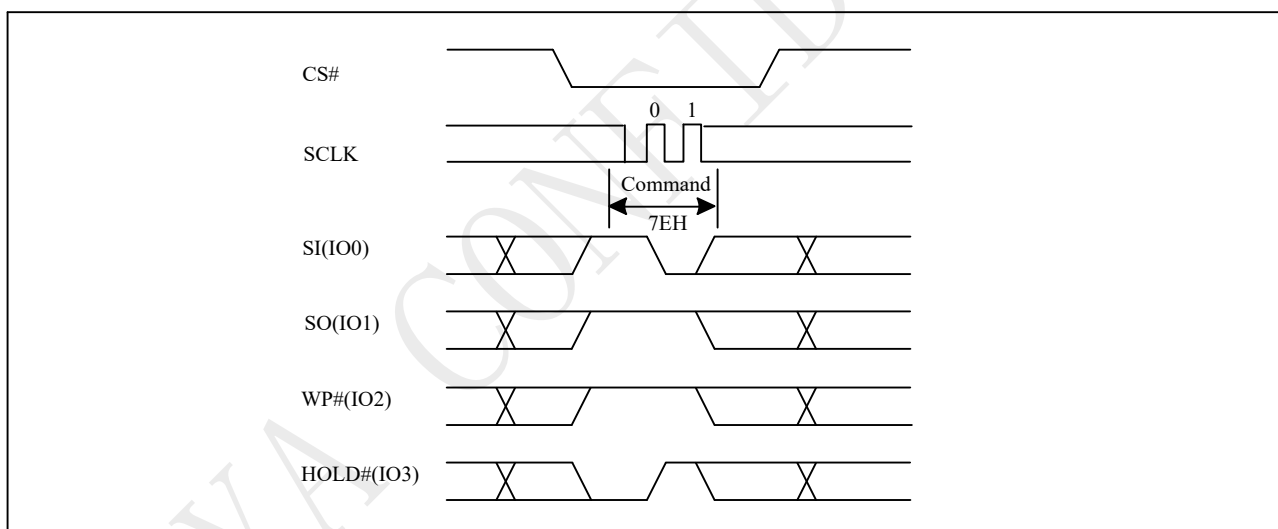 CS#
0 1
SCLK
Command
7EH
SI(IO0)
SO(IO1)
WP#(IO2)
HOLD#(IO3)